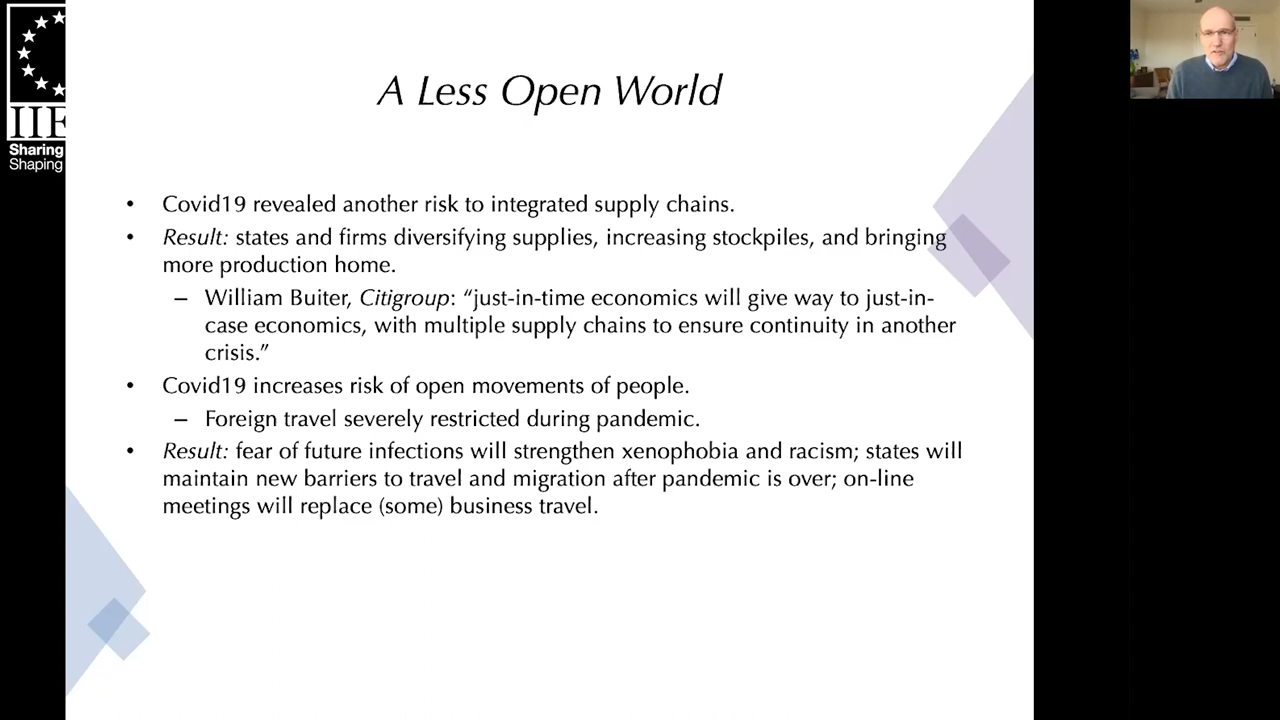 IIE
Sharing
Shaping
A Less Open World
• Covid19 revealed another risk to integrated supply chains.
• Result: states and firms diversifying supplies, increasing stockpiles, and bringing
more production home.
– William Buiter, Citigroup: “just-in-time economics will give way to just-in-
case economics, with multiple supply chains to ensure continuity in another
crisis.”
• Covid19 increases risk of open movements of people.
– Foreign travel severely restricted during pandemic.
• Result: fear of future infections will strengthen xenophobia and racism; states will
maintain new barriers to travel and migration after pandemic is over; on-line
meetings will replace (some) business travel.